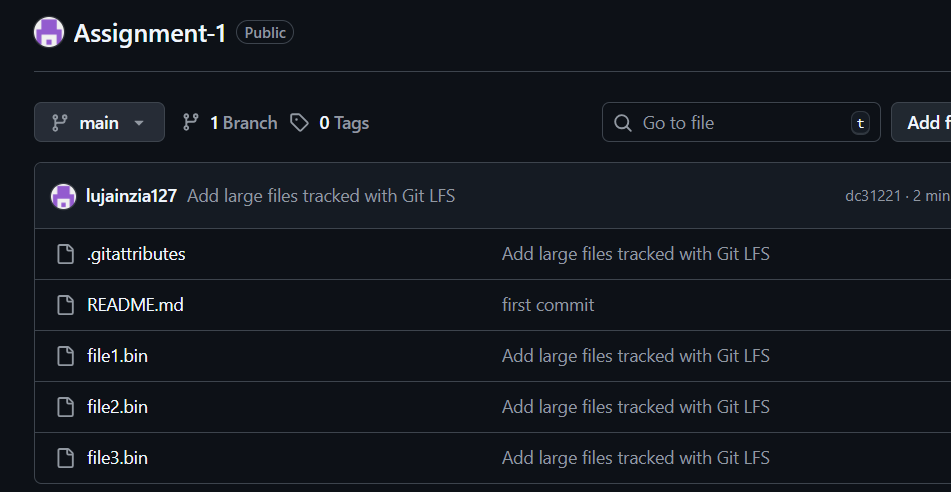 Assignment-1 Public
main 1 Branch 0 Tags Go to file t Add f
lujainzia127 Add large files tracked with Git LFS dc31221 · 2 min
.gitattributes Add large files tracked with Git LFS
README.md first commit
file1.bin Add large files tracked with Git LFS
file2.bin Add large files tracked with Git LFS
file3.bin Add large files tracked with Git LFS